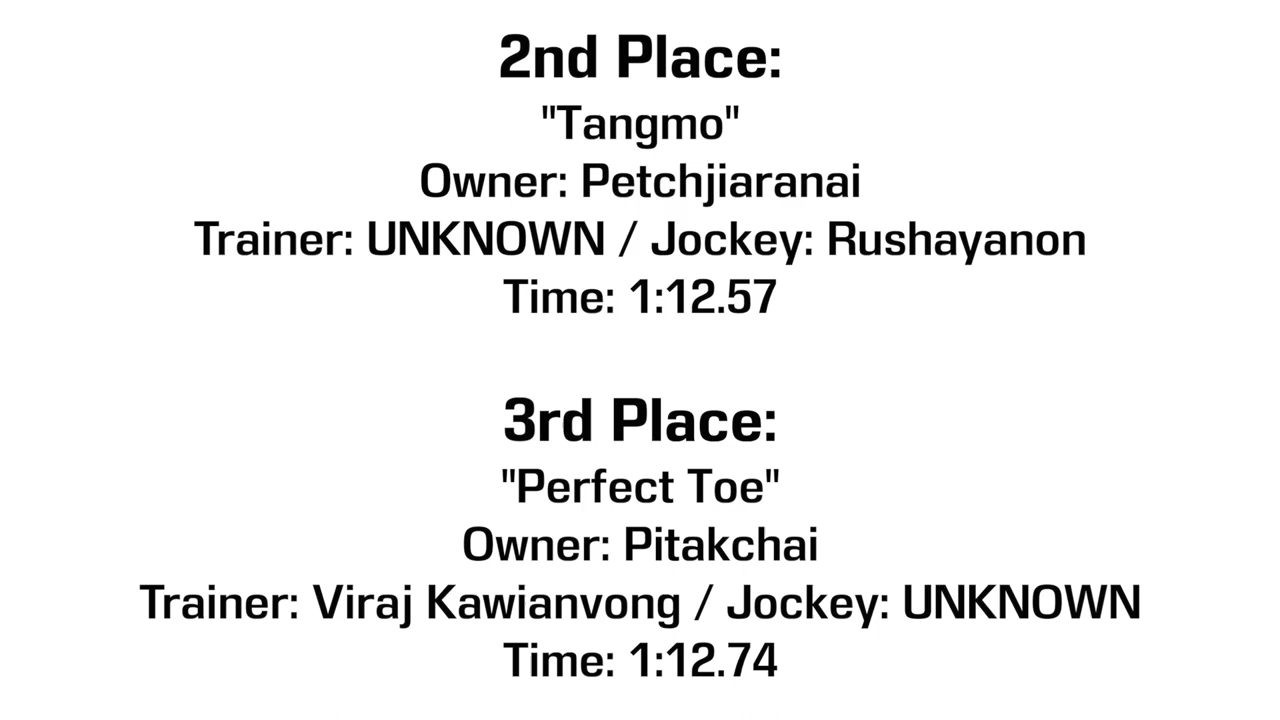 2nd Place:
"Tangmo"
Owner: Petchjiaranai
Trainer: UNKNOWN / Jockey: Rushayanon
Time: 1:12.57
3rd Place:
"Perfect Toe"
Owner: Pitakchai
Trainer: Viraj Kawianvong / Jockey: UNKNOWN
Time: 1:12.74